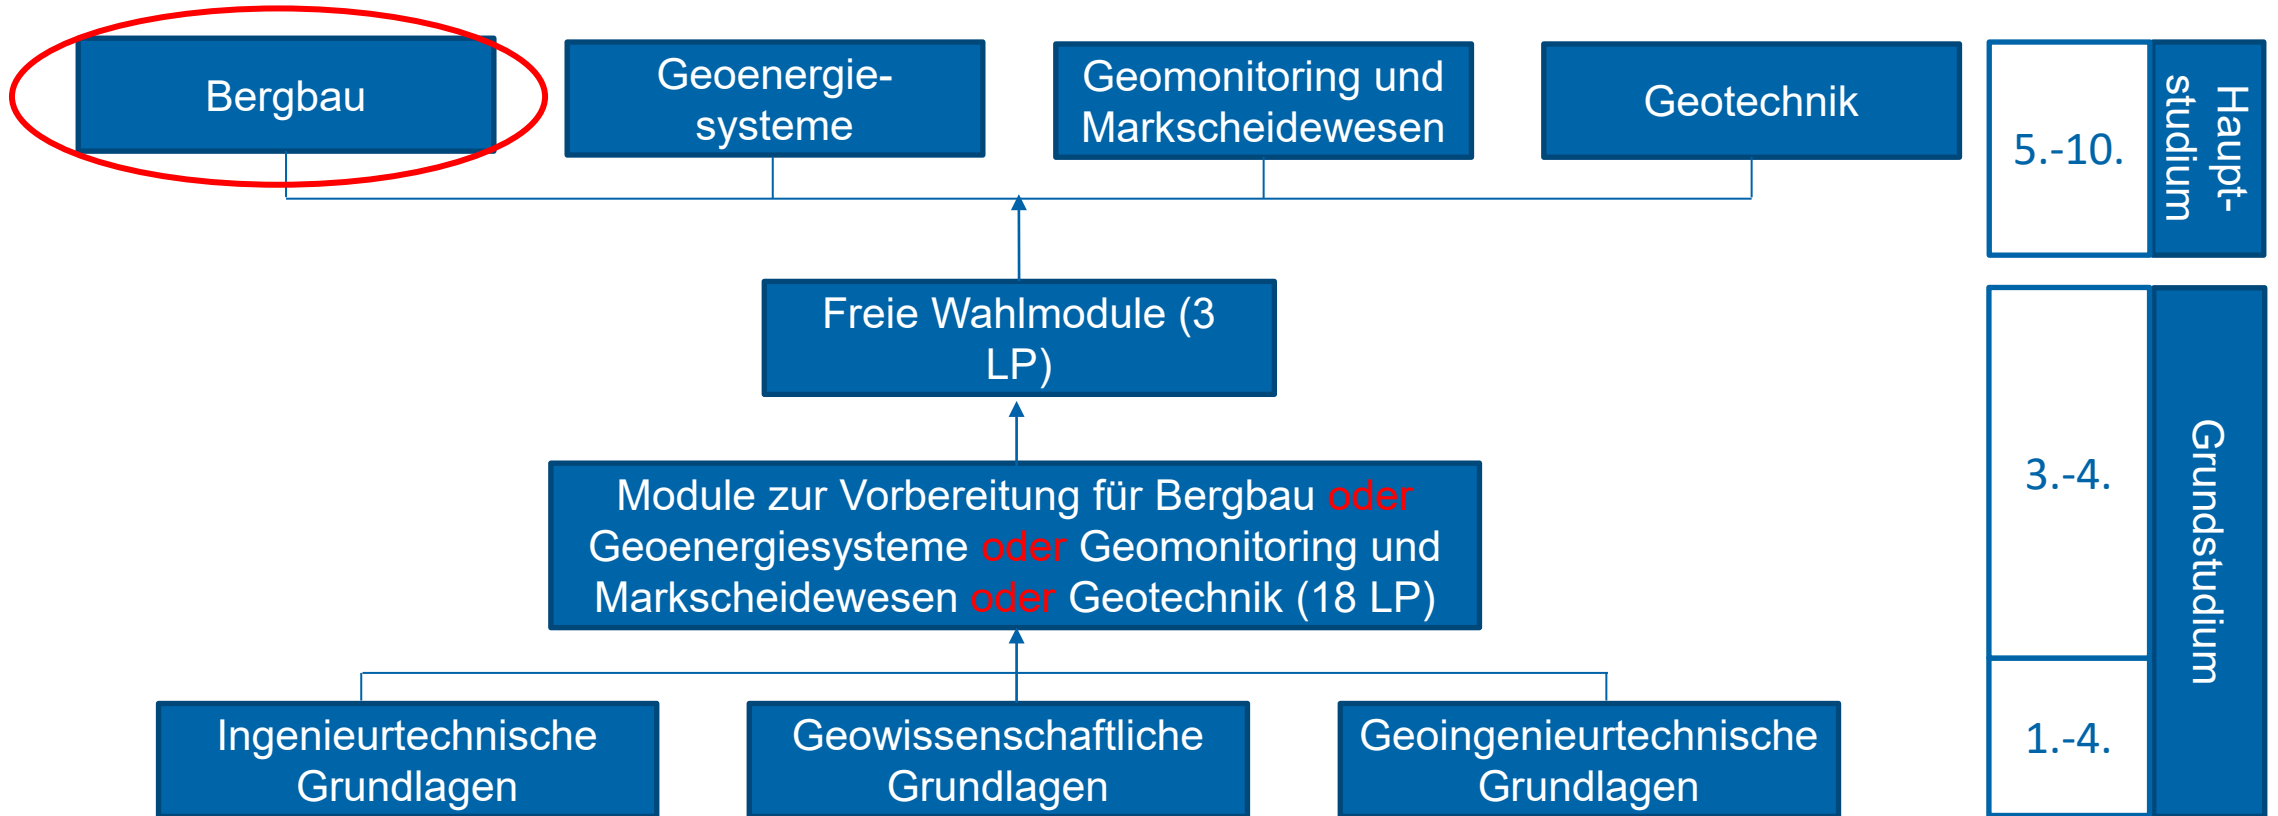 Bergbau
Geoenergie-
systeme
Geomonitoring und
Markscheidewesen
Geotechnik
5.-10.
Haupt-
studium
Freie Wahlmodule (3
LP)
Module zur Vorbereitung für Bergbau oder
Geoenergiesysteme oder Geomonitoring und
Markscheidewesen oder Geotechnik (18 LP)
3.-4.
Grundstudium
Ingenieurtechnische
Grundlagen
Geowissenschaftliche
Grundlagen
Geoingenieurtechnische
Grundlagen
1.-4.